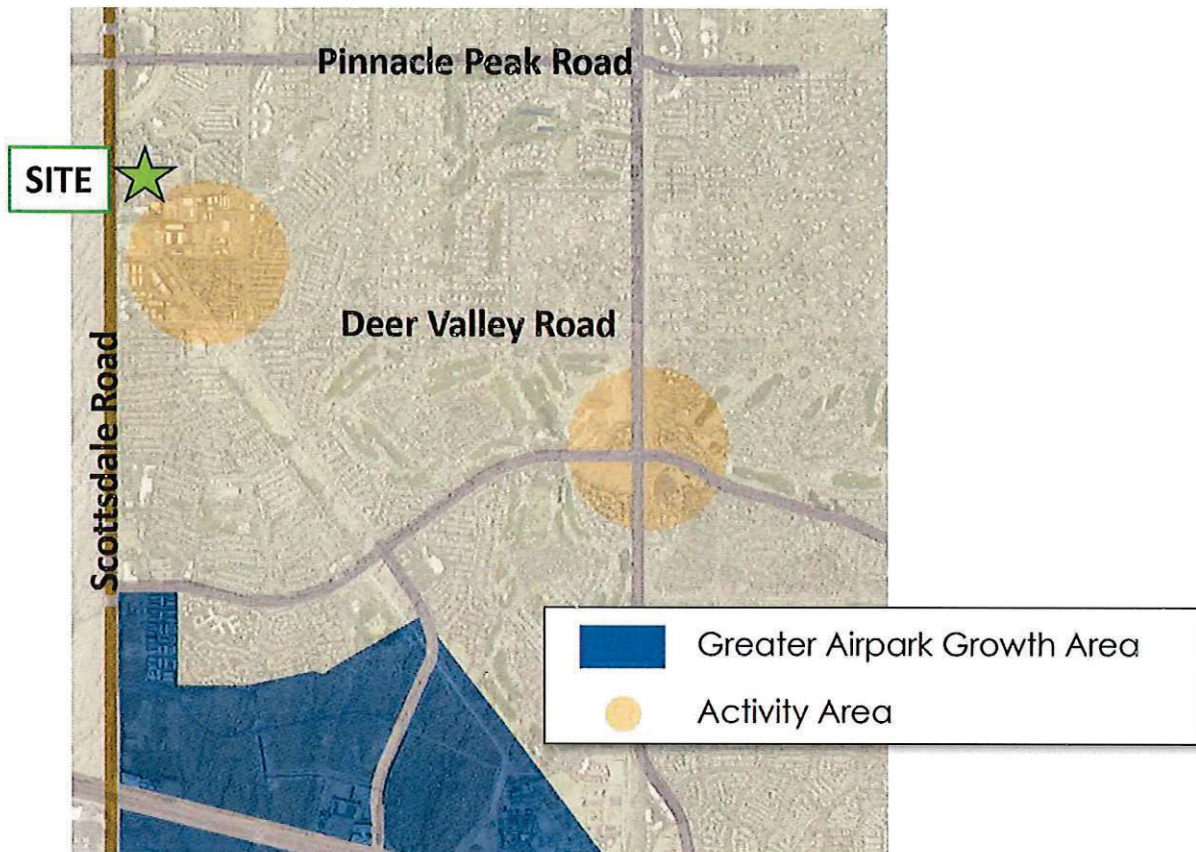 Pinnacle Peak Road
SITE
Deer Valley Road
Scottsdale Road
Greater Airpark Growth Area
Activity Area